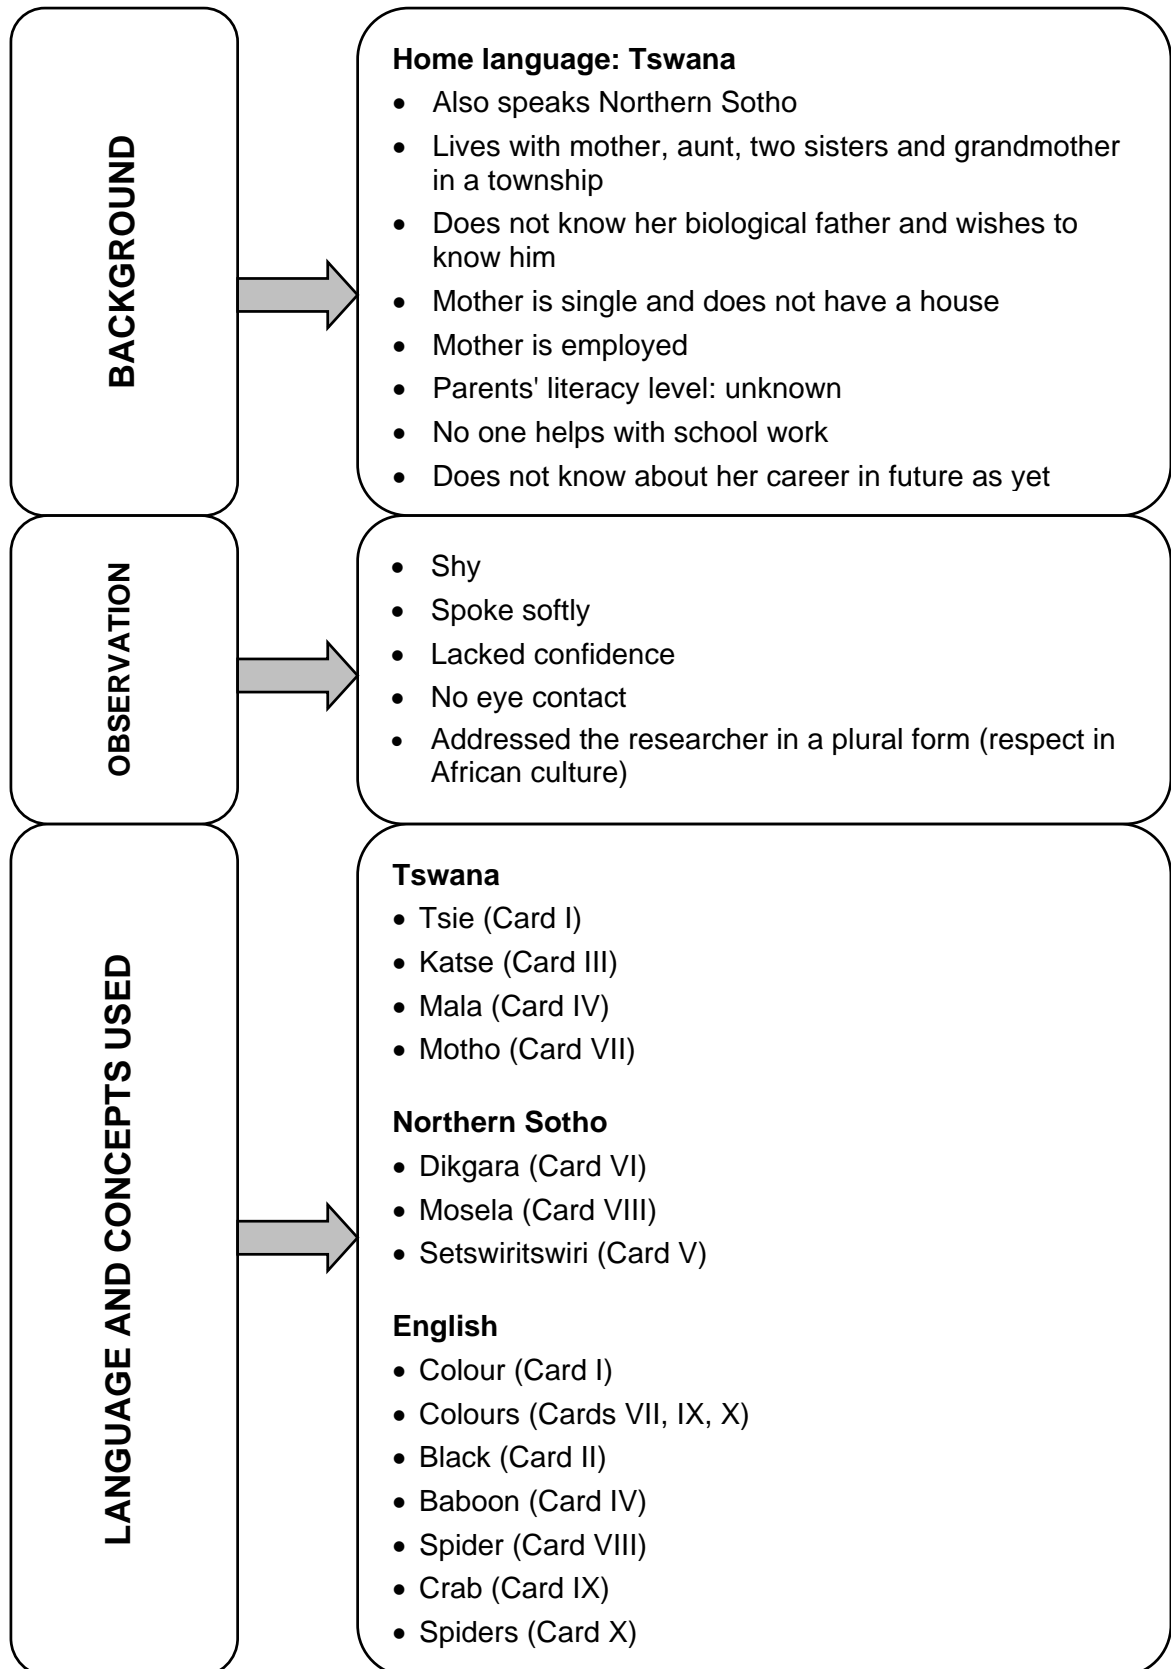 BACKGROUND
Home language: Tswana
• Also speaks Northern Sotho
• Lives with mother, aunt, two sisters and grandmother
in a township
• Does not know her biological father and wishes to
know him
• Mother is single and does not have a house
• Mother is employed
• Parents' literacy level: unknown
• No one helps with school work
• Does not know about her career in future as yet
OBSERVATION
• Shy
• Spoke softly
• Lacked confidence
• No eye contact
• Addressed the researcher in a plural form (respect in
African culture)
LANGUAGE AND CONCEPTS USED
Tswana
• Tsie (Card I)
• Katse (Card III)
• Mala (Card IV)
• Motho (Card VII)
Northern Sotho
• Dikgara (Card VI)
• Mosela (Card VIII)
• Setswiritswiri (Card V)
English
• Colour (Card I)
• Colours (Cards VII, IX, X)
• Black (Card II)
• Baboon (Card IV)
• Spider (Card VIII)
• Crab (Card IX)
• Spiders (Card X)